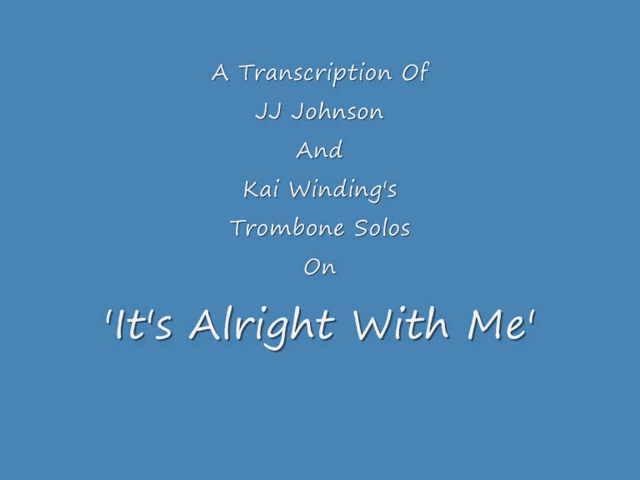 A Transcription Of
JJ Johnson
And
Kai Winding's
Trombone Solos
On
'It's Alright With Me'